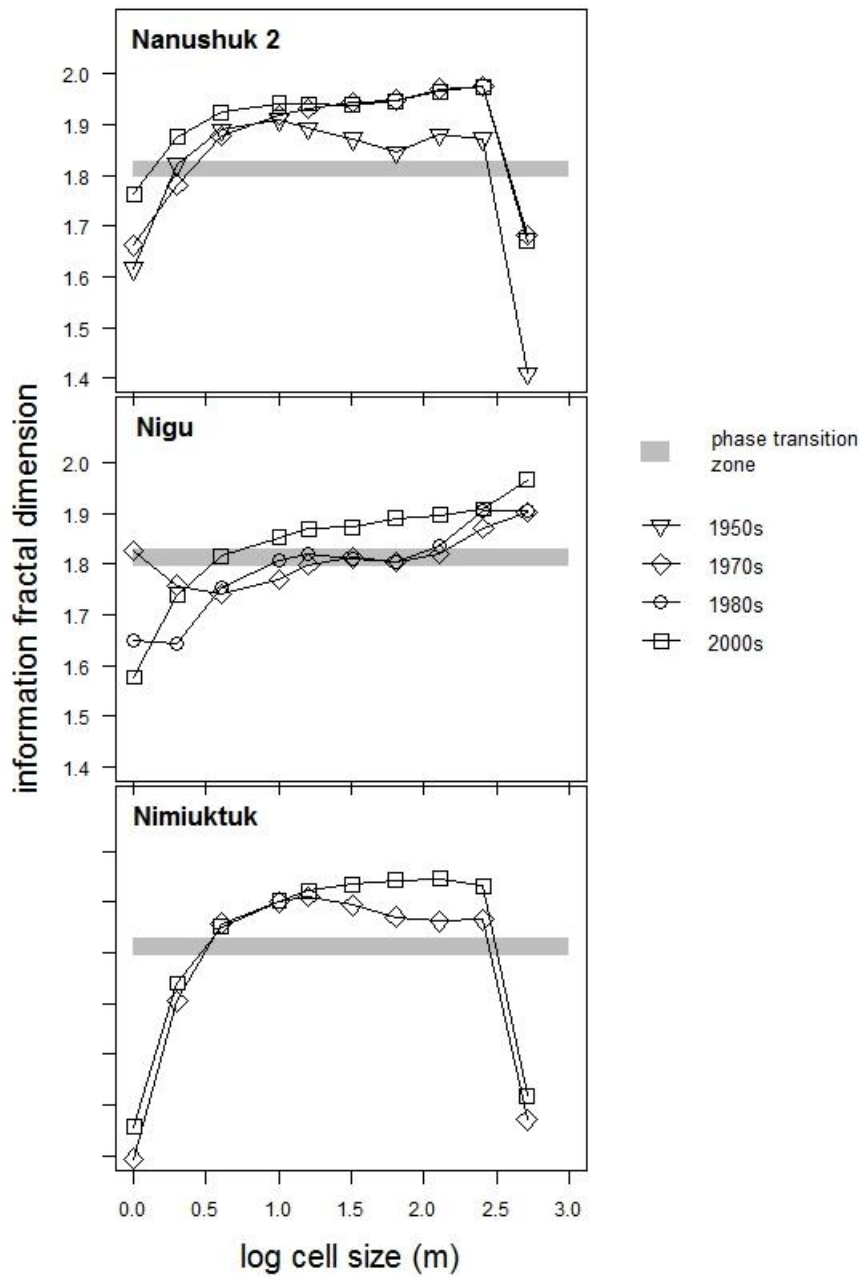 Nanushuk 2
2.0
1.9
1.8
1.7
1.6
1.5
1.4
Nigu
2.0
1.9
1.8
1.7
1.6
1.5
1.4
Nimiuktuk
0.0 0.5 1.0 1.5 2.0 2.5 3.0
log cell size (m)
information fractal dimension
phase transition
zone
1950s
1970s
1980s
2000s